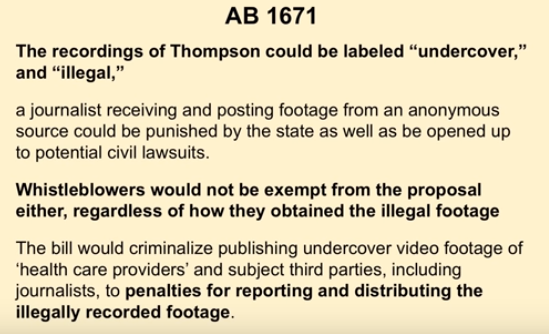 AB 1671
The recordings of Thompson could be labeled “undercover,”
and “illegal,”
a journalist receiving and posting footage from an anonymous
source could be punished by the state as well as be opened up
to potential civil lawsuits.
Whistleblowers would not be exempt from the proposal
either, regardless of how they obtained the illegal footage
The bill would criminalize publishing undercover video footage of
‘health care providers’ and subject third parties, including
journalists, to penalties for reporting and distributing the
illegally recorded footage.